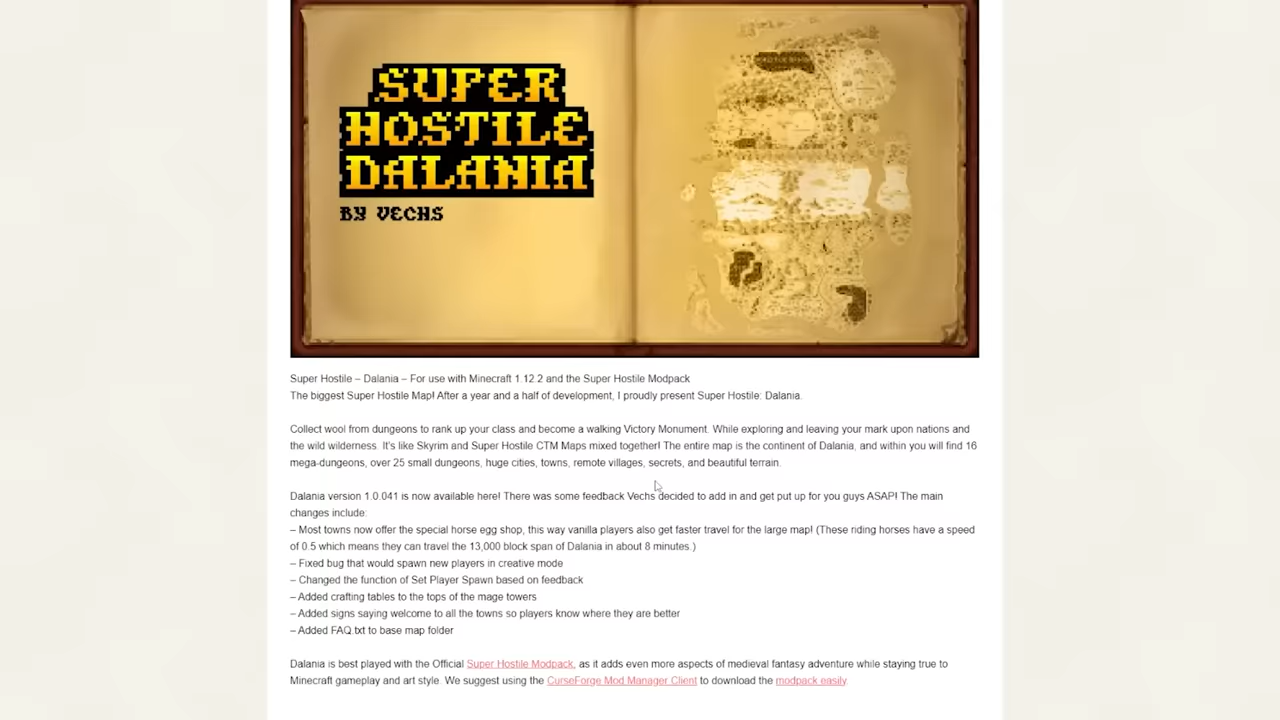 SUPER
HOSTILE
DALANIA
BY VECHS
Super Hostile – Dalania – For use with Minecraft 1.12.2 and the Super Hostile Modpack
The biggest Super Hostile Map! After a year and a half of development, I proudly present Super Hostile: Dalania.
Collect wool from dungeons to rank up your class and become a walking Victory Monument. While exploring and leaving your mark upon nations and
the wild wilderness. It's like Skyrim and Super Hostile CTM Maps mixed together! The entire map is the continent of Dalania, and within you will find 16
mega-dungeons, over 25 small dungeons, huge cities, towns, remote villages, secrets, and beautiful terrain.
Dalania version 1.0.041 is now available here! There was some feedback Vechs decided to add in and get put up for you guys ASAP! The main
changes include:
– Most towns now offer the special horse egg shop, this way vanilla players also get faster travel for the large map! (These riding horses have a speed
of 0.5 which means they can travel the 13,000 block span of Dalania in about 8 minutes.)
– Fixed bug that would spawn new players in creative mode
– Changed the function of Set Player Spawn based on feedback
– Added crafting tables to the tops of the mage towers
– Added signs saying welcome to all the towns so players know where they are better
– Added FAQ.txt to base map folder
Dalania is best played with the Official Super Hostile Modpack, as it adds even more aspects of medieval fantasy adventure while staying true to
Minecraft gameplay and art style. We suggest using the CurseForge Mod Manager Client to download the modpack easily.